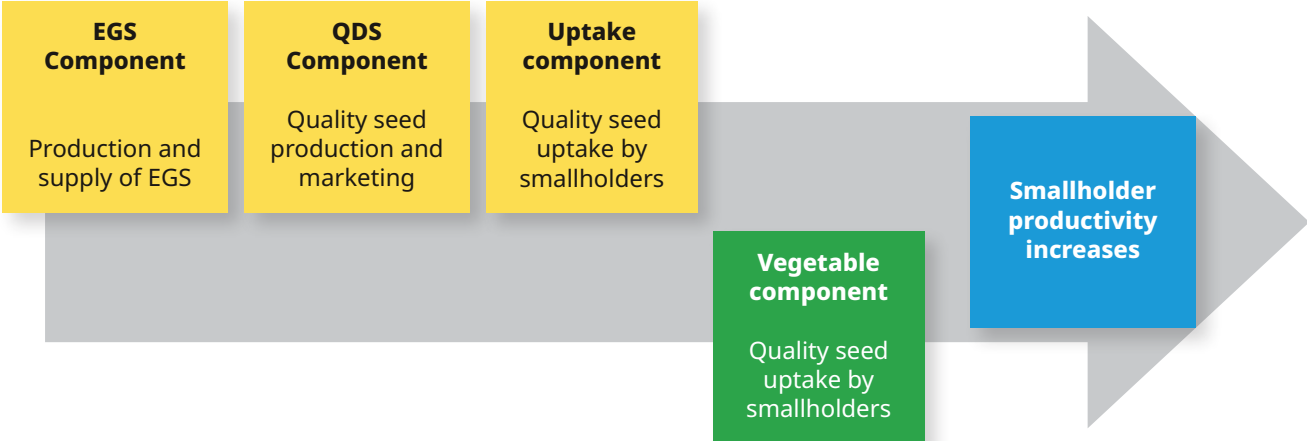 EGS
Component
Production and
supply of EGS
QDS
Component
Quality seed
production and
marketing
Uptake
component
Quality seed
uptake by
smallholders
Vegetable
component
Quality seed
uptake by
smallholders
Smallholder
productivity
increases